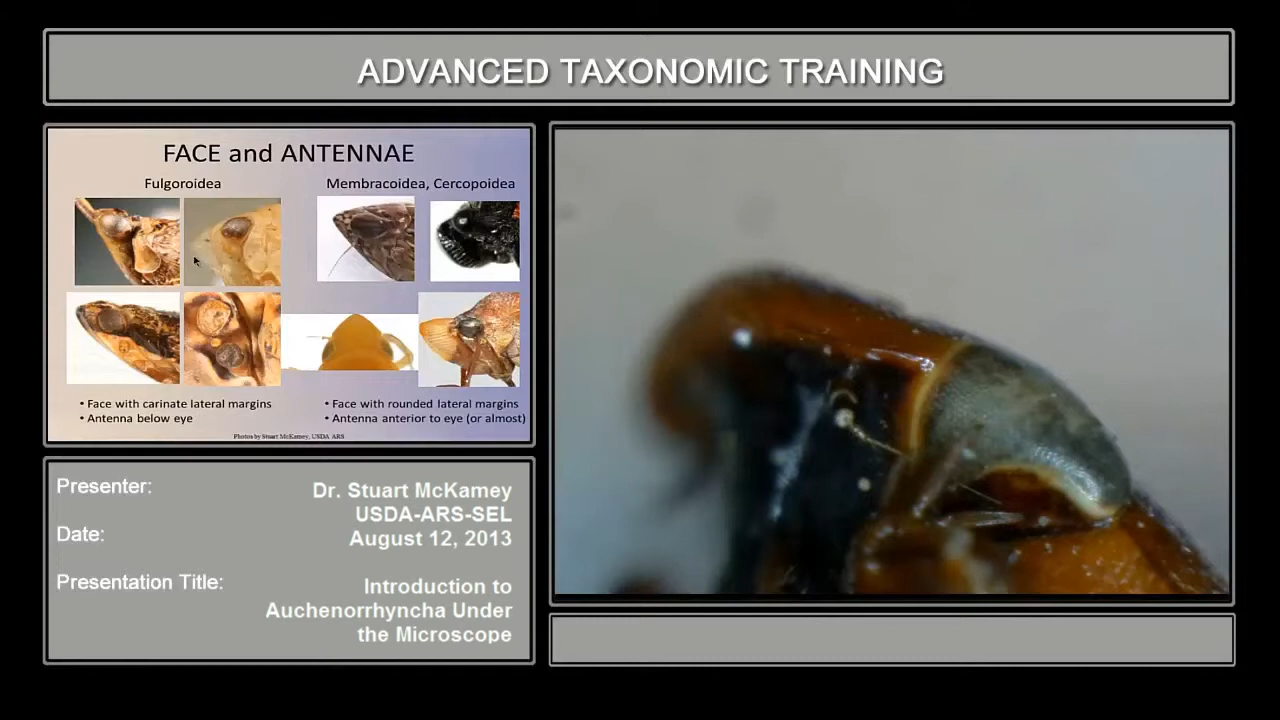 ADVANCED TAXONOMIC TRAINING
FACE and ANTENNAE
Fulgoroidea
Membracoidea, Cercopoidea
• Face with carinate lateral margins
• Antenna below eye
• Face with rounded lateral margins
• Antenna anterior to eye (or almost)
Photos by Stuart McKamey, USDA ARS
Presenter:
Dr. Stuart McKamey
USDA-ARS-SEL
Date:
August 12, 2013
Presentation Title:
Introduction to
Auchenorrhyncha Under
the Microscope